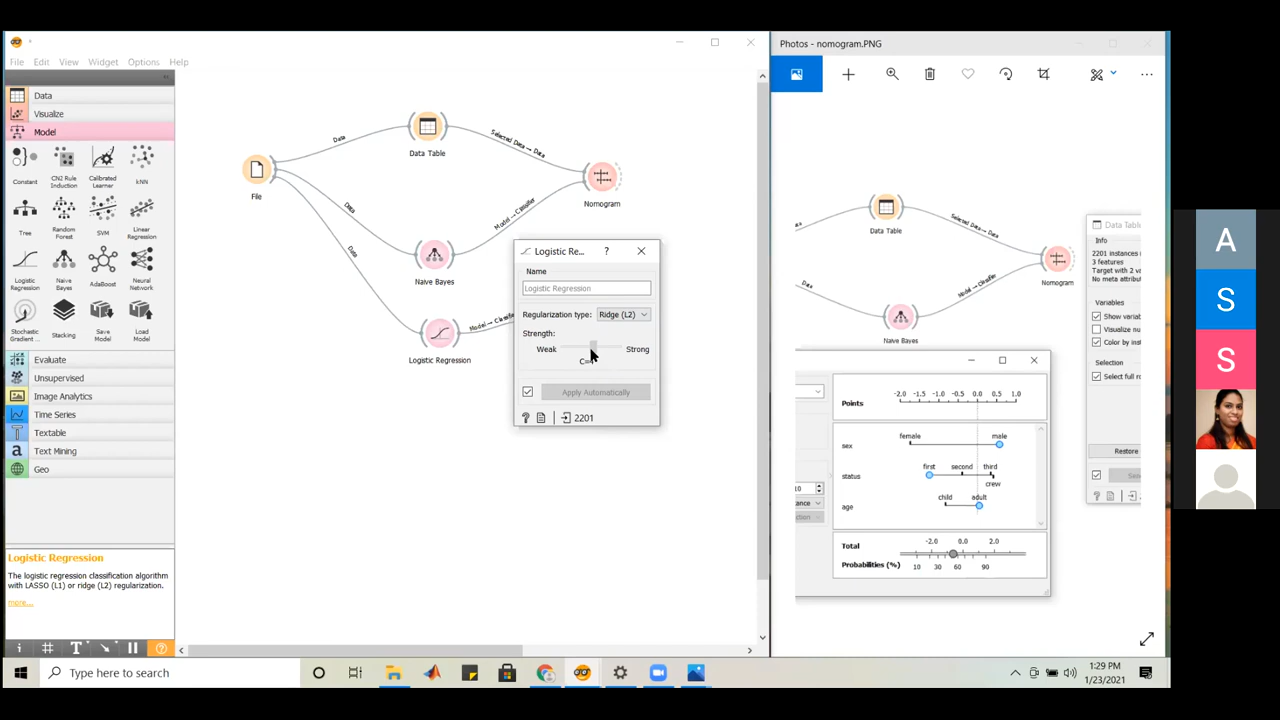 File Edit View Widget Options Help
Data
Visualize
Model
Constant
CN2 Rule Induction
Calibrated Learner
kNN
Tree
Random Forest
SVM
Linear Regression
Logistic Regression
Naive Bayes
AdaBoost
Neural Network
Stochastic Gradient ...
Stacking
Save Model
Load Model
Evaluate
Unsupervised
Image Analytics
Time Series
Textable
Text Mining
Geo
Logistic Regression
The logistic regression classification algorithm
with LASSO (L1) or ridge (L2) regularization.
more...
File
Data
Data
Data
Data Table
Selected Data → Data
Nomogram
Naive Bayes
Model → Classifier
Logistic Regression
Logistic Re... ?
Name
Logistic Regression
Regularization type: Ridge (L2)
Strength:
Weak Strong
Apply Automatically
2201
Photos - nomogram.PNG
Data Table
Selected Data → Data
Nomogram
Data
Naive Bayes
Model → Classifier
Data Table
Info
2201 instances
3 features
Target with 2
No meta
Variables
Show
Visualize
Color by
Selection
Select full
Restore
Points
-2.0 -1.5 -1.0 -0.5 0.0 0.5 1.0
sex
female male
status
first second third
crew
age
child adult
10
Total
-2.0 0.0 2.0
Probabilities (%)
10 30 60 90
A
S
S
Type here to search
1:29 PM
1/23/2021